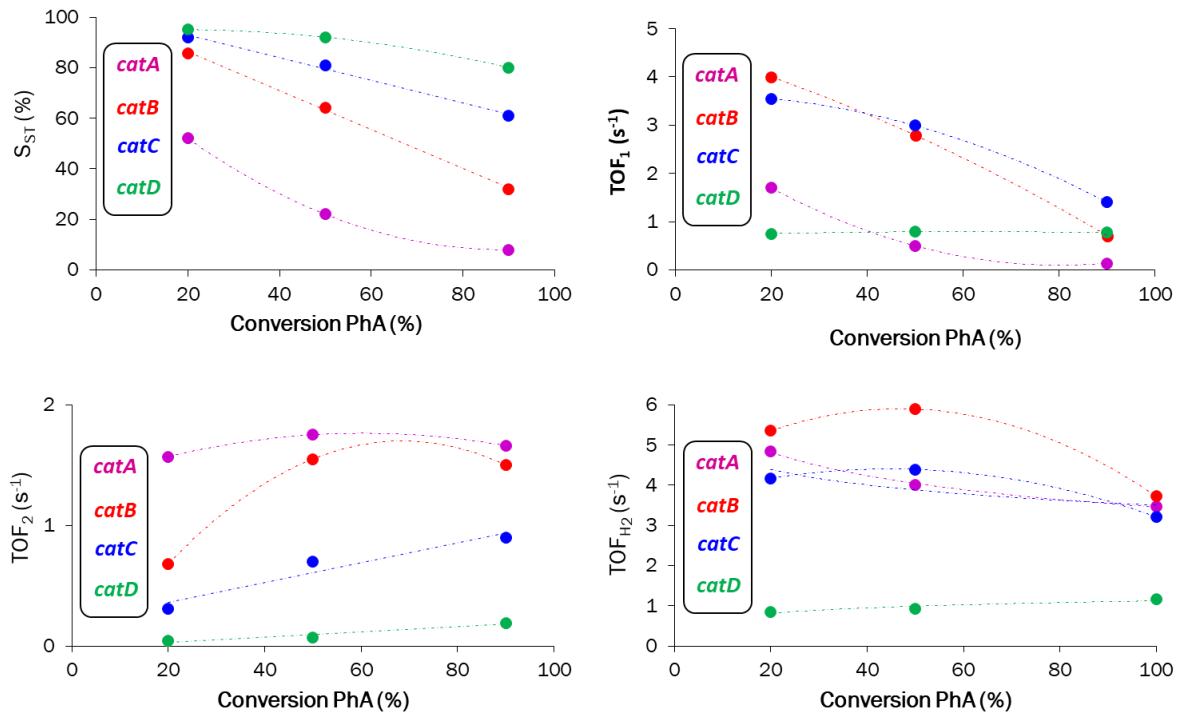 S_ST (%)
100
80
60
40
20
0
catA
catB
catC
catD
0 20 40 60 80 100
Conversion PhA (%)
TOF₁ (s⁻¹)
5
4
3
2
1
0
catA
catB
catC
catD
0 20 40 60 80 100
Conversion PhA (%)
TOF₂ (s⁻¹)
2
1
0
catA
catB
catC
catD
0 20 40 60 80 100
Conversion PhA (%)
TOF_H2 (s⁻¹)
6
5
4
3
2
1
0
catA
catB
catC
catD
0 20 40 60 80 100
Conversion PhA (%)